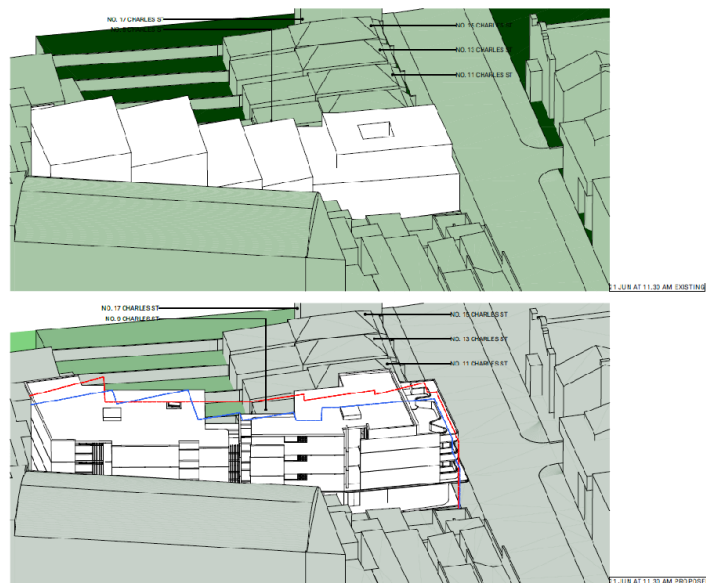 NO. 17 CHARLES ST
NO. 15 CHARLES ST
NO. 9 CHARLES ST
NO. 13 CHARLES ST
NO. 11 CHARLES ST
21 JUN AT 11.30 AM EXISTING
NO. 17 CHARLES ST
NO. 9 CHARLES ST
NO. 15 CHARLES ST
NO. 13 CHARLES ST
NO. 11 CHARLES ST
21 JUN AT 11.30 AM PROPOSE